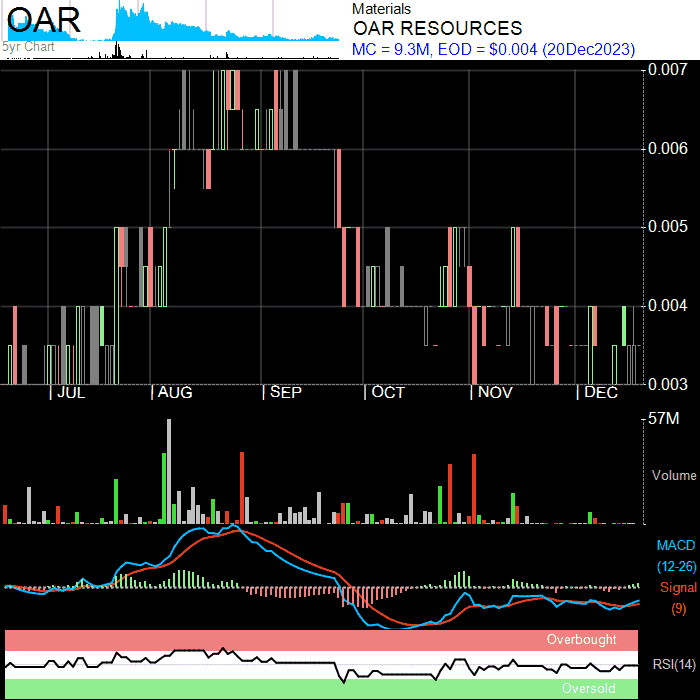 OAR
5yr Chart
Materials
OAR RESOURCES
MC = 9.3M, EOD = $0.004 (20Dec2023)
0.007
0.006
0.005
0.004
0.003
JUL
AUG
SEP
OCT
NOV
DEC
57M
Volume
MACD
(12-26)
Signal
(9)
Overbought
RSI(14)
Oversold